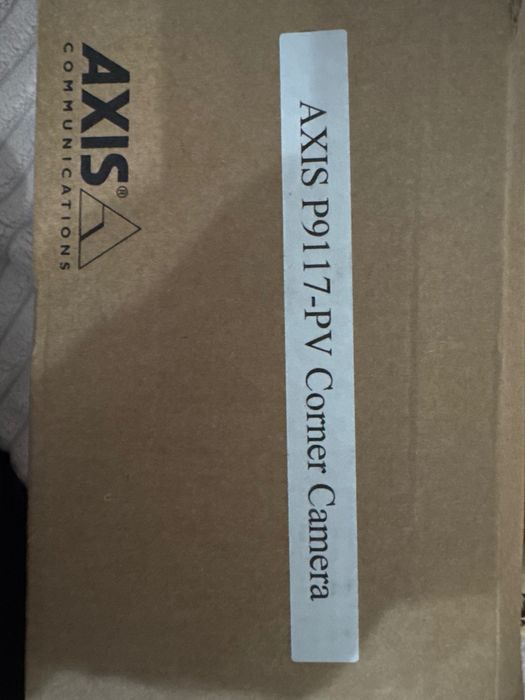 AXIS®
COMMUNICATIONS
AXIS P9117-PV Corner Camera